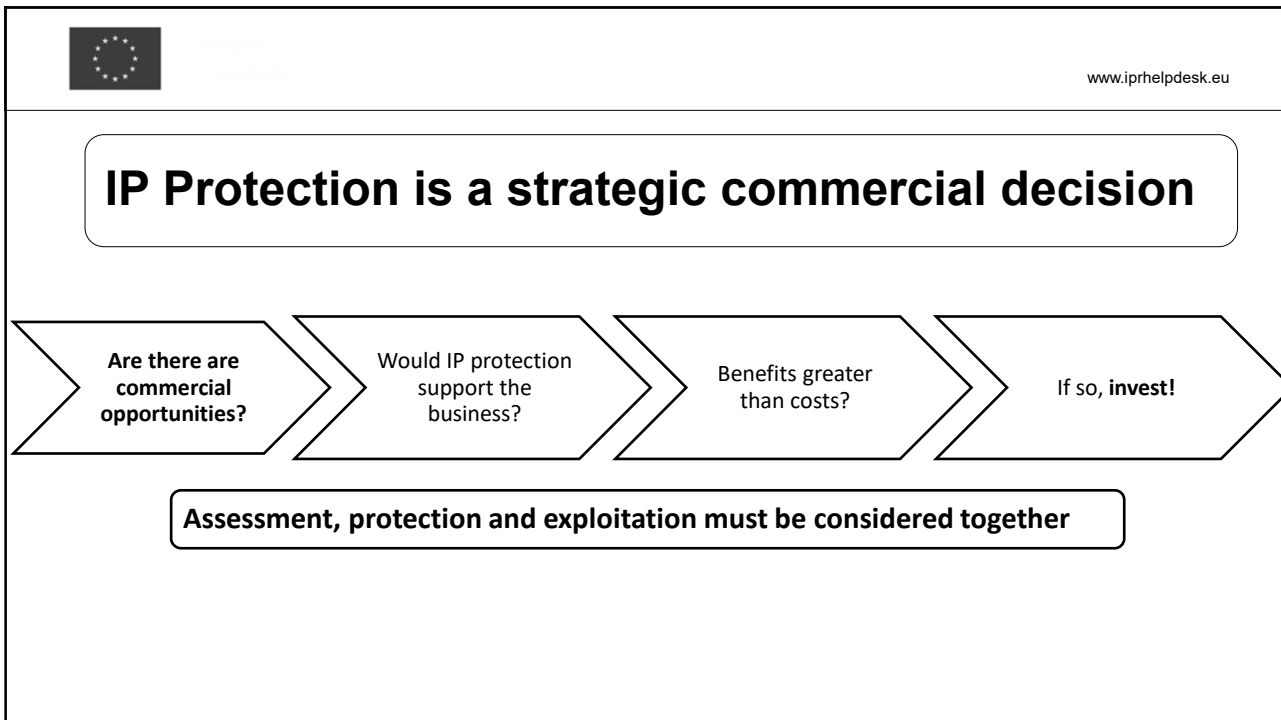 www.iprhelpdesk.eu
IP Protection is a strategic commercial decision
Are there are
commercial
opportunities?
Would IP protection
support the
business?
Benefits greater
than costs?
If so, invest!
Assessment, protection and exploitation must be considered together